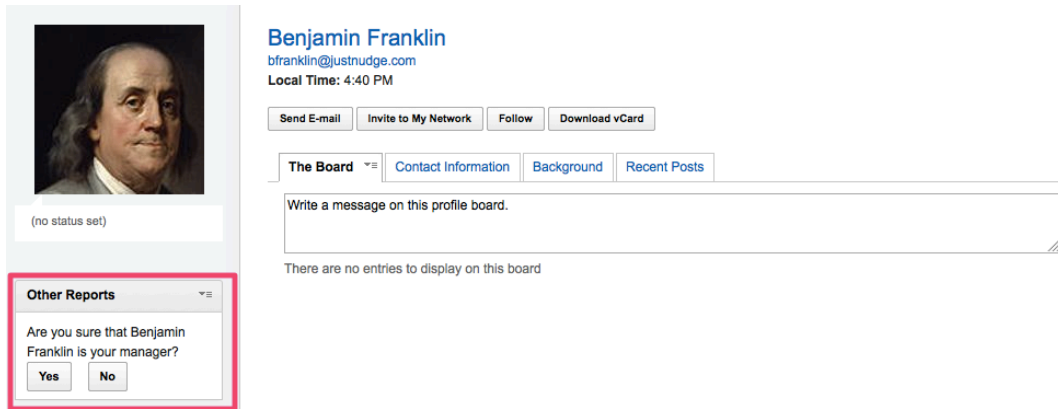 Benjamin Franklin
bfranklin@justnudge.com
Local Time: 4:40 PM
Send E-mail Invite to My Network Follow Download vCard
The Board Contact Information Background Recent Posts
Write a message on this profile board.
There are no entries to display on this board
(no status set)
Other Reports
Are you sure that Benjamin
Franklin is your manager?
Yes No